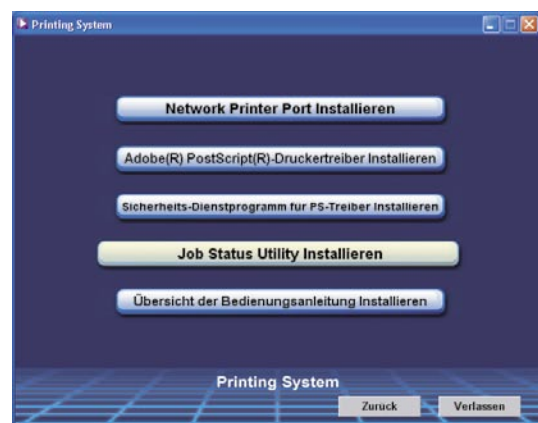 Printing System
Network Printer Port Installieren
Adobe(R) PostScript(R)-Druckertreiber Installieren
Sicherheits-Dienstprogramm für PS-Treiber Installieren
Job Status Utility Installieren
Übersicht der Bedienungsanleitung Installieren
Printing System
Zurück
Verlassen